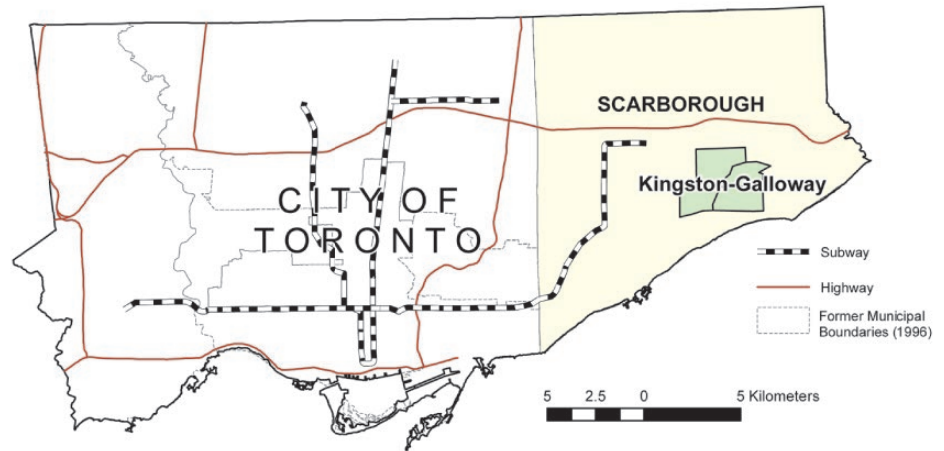 SCARBOROUGH
Kingston-Galloway
CITY OF
TORONTO
Subway
Highway
Former Municipal
Boundaries (1996)
5 2.5 0 5 Kilometers